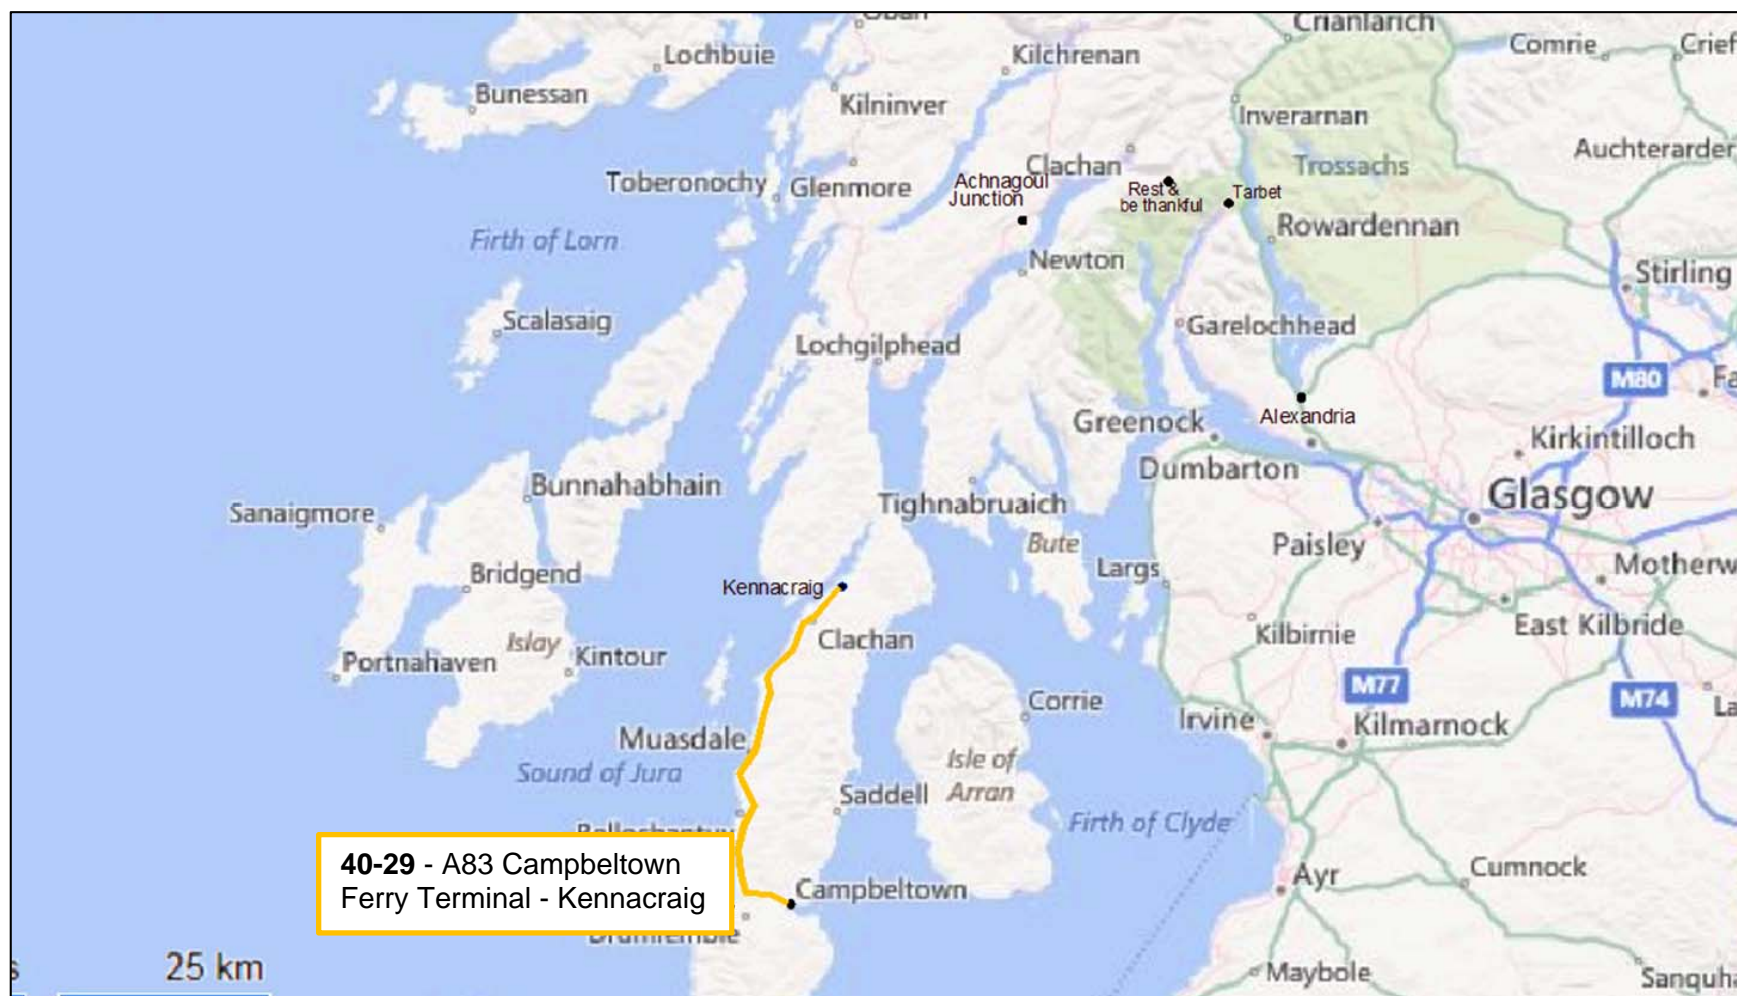 Oban
Crianlarich
Lochbuie
Kilchrenan
Comrie
Crief
Bunessan
Kilninver
Inverarnan
Auchterarder
Clachan
Trossachs
Toberonochy
Glenmore
Achnagoul
Junction
Rest &
be thankful
Tarbet
Firth of Lorn
Rowardennan
Newton
Stirling
Scalasaig
Garelochhead
Lochgilphead
M80
Fa
Alexandria
Greenock
Kirkintilloch
Dumbarton
Bunnahabhain
Glasgow
Sanaigmore
Tighnabruaich
Bute
Paisley
Largs
Motherw
Bridgend
Kennacraig
Islay
Clachan
Kilbirnie
East Kilbride
Portnahaven
Kintour
M77
M74
La
Corrie
Irvine
Kilmarnock
Muasdale
Isle of
Arran
Sound of Jura
Saddell
Firth of Clyde
40-29 - A83 Campbeltown
Ferry Terminal - Kennacraig
Campbeltown
Ayr
Cumnock
s
25 km
Maybole
Sanquha